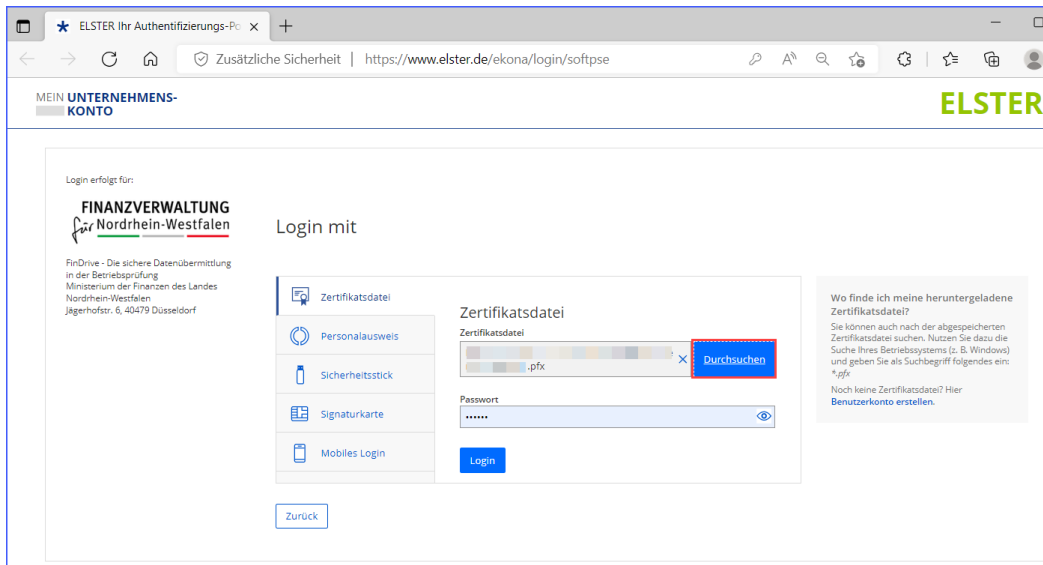 ELSTER Ihr Authentifizierungs-Po
Zusätzliche Sicherheit | https://www.elster.de/ekona/login/softpse
MEIN UNTERNEHMENS-
KONTO
ELSTER
Login erfolgt für:
FINANZVERWALTUNG
für Nordrhein-Westfalen
FinDrive - Die sichere Datenübermittlung
in der Betriebsprüfung
Ministerium der Finanzen des Landes
Nordrhein-Westfalen
Jägerhofstr. 6, 40479 Düsseldorf
Login mit
Zertifikatsdatei
Personalausweis
Sicherheitsstick
Signaturkarte
Mobiles Login
Zertifikatsdatei
Zertifikatsdatei
.pfx
Durchsuchen
Passwort
••••••
Login
Zurück
Wo finde ich meine heruntergeladene
Zertifikatsdatei?
Sie können auch nach der abgespeicherten
Zertifikatsdatei suchen. Nutzen Sie dazu die
Suche Ihres Betriebssystems (z. B. Windows)
und geben Sie als Suchbegriff folgendes ein:
*.pfx
Noch keine Zertifikatsdatei? Hier
Benutzerkonto erstellen.